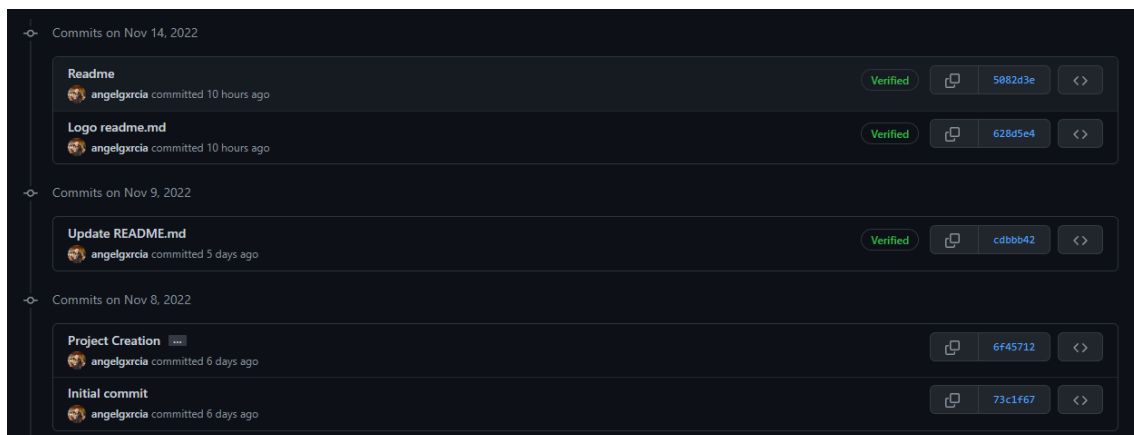 Commits on Nov 14, 2022
Readme
Verified
5082d3e
angelgxrcia committed 10 hours ago
Logo readme.md
Verified
628d5e4
angelgxrcia committed 10 hours ago
Commits on Nov 9, 2022
Update README.md
Verified
cdbbb42
angelgxrcia committed 5 days ago
Commits on Nov 8, 2022
Project Creation ...
6f45712
angelgxrcia committed 6 days ago
Initial commit
73c1f67
angelgxrcia committed 6 days ago